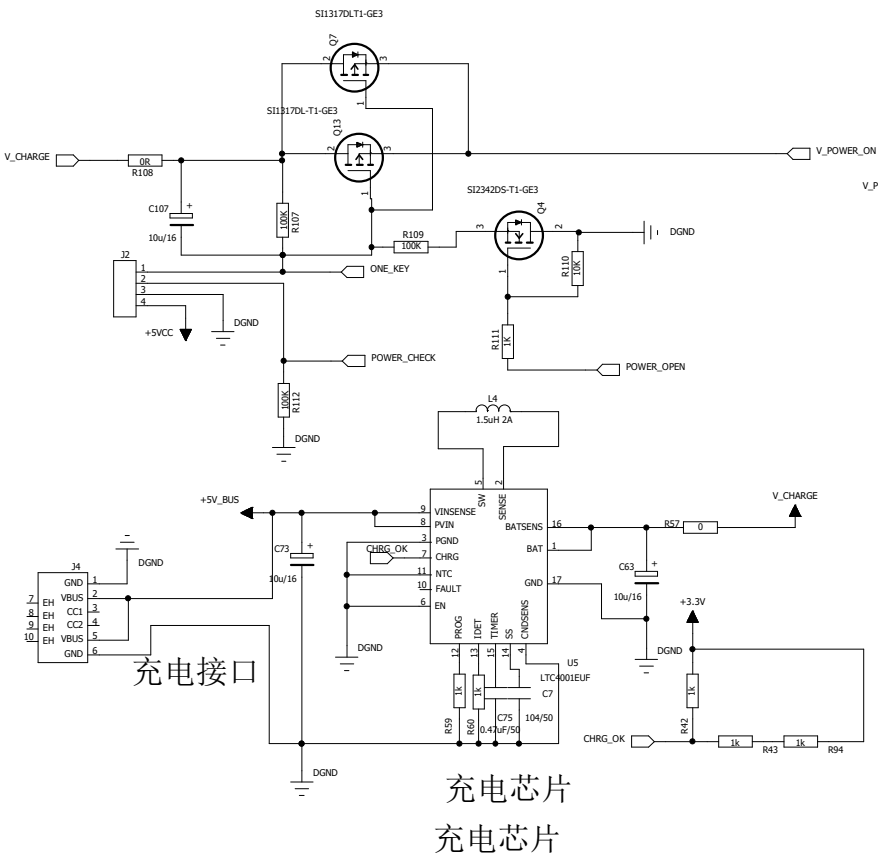 SI1317DLT1-GE3
Q7
2
3
1
SI1317DL-T1-GE3
Q13
2
3
1
V_CHARGE
0R
R108
V_POWER_ON
V_P
C107
+
10u/16
100K
R107
R109
100K
SI2342DS-T1-GE3
Q4
3
2
1
DGND
R110
10K
R111
1K
POWER_OPEN
J2
1
2
3
4
ONE_KEY
+5VCC
DGND
POWER_CHECK
100K
R112
DGND
L4
1.5uH 2A
+5V_BUS
5
2
SW
SENSE
9 VINSENSE
8 PVIN
3 PGND
7 CHRG
11 NTC
10 FAULT
6 EN
BATSENS 16
BAT 1
GND 17
CHRG_OK
C73
+
10u/16
DGND
J4
GND 1
VBUS 2
CC1 3
CC2 4
VBUS 5
GND 6
7 EH
8 EH
9 EH
10 EH
DGND
充电接口
PROG
IDET
TIMER
SS
CNDSENS
12
13
15
14
4
U5
LTC4001EUF
1k
R59
1k
R60
C75
0.47uF/50
C7
104/50
DGND
R57
0
V_CHARGE
C63
+
10u/16
DGND
+3.3V
1k
R42
CHRG_OK
1k
R43
1k
R94
充电芯片
充电芯片